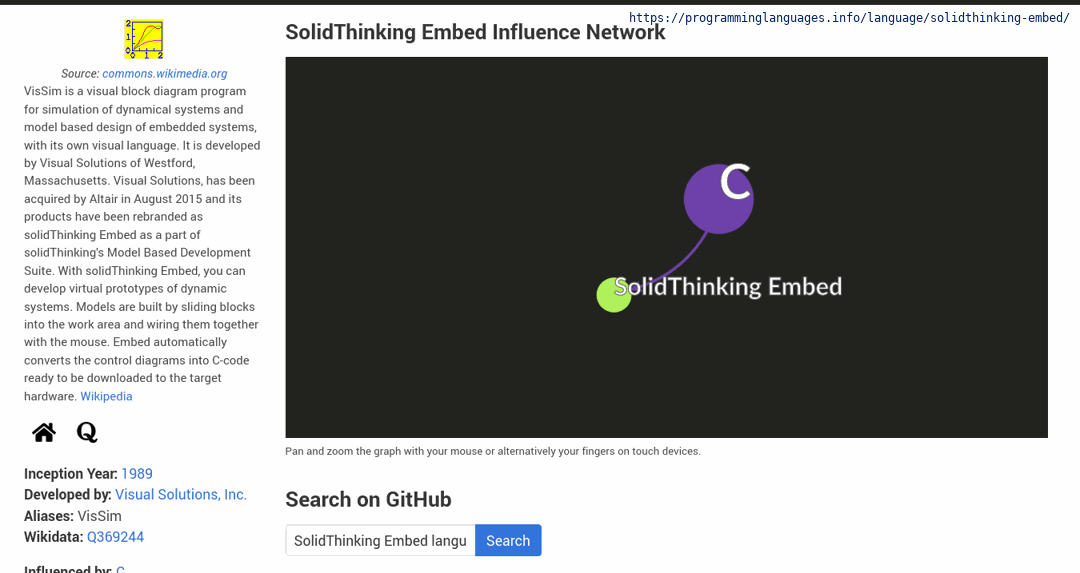 https://programminglanguages.info/language/solidthinking-embed/
2
1
0
0 1 2
Source: commons.wikimedia.org
VisSim is a visual block diagram program
for simulation of dynamical systems and
model based design of embedded systems,
with its own visual language. It is developed
by Visual Solutions of Westford,
Massachusetts. Visual Solutions, has been
acquired by Altair in August 2015 and its
products have been rebranded as
solidThinking Embed as a part of
solidThinking's Model Based Development
Suite. With solidThinking Embed, you can
develop virtual prototypes of dynamic
systems. Models are built by sliding blocks
into the work area and wiring them together
with the mouse. Embed automatically
converts the control diagrams into C-code
ready to be downloaded to the target
hardware. Wikipedia
Q
Inception Year: 1989
Developed by: Visual Solutions, Inc.
Aliases: VisSim
Wikidata: Q369244
Influenced by: C
SolidThinking Embed Influence Network
C
SolidThinking Embed
Pan and zoom the graph with your mouse or alternatively your fingers on touch devices.
Search on GitHub
SolidThinking Embed langu
Search